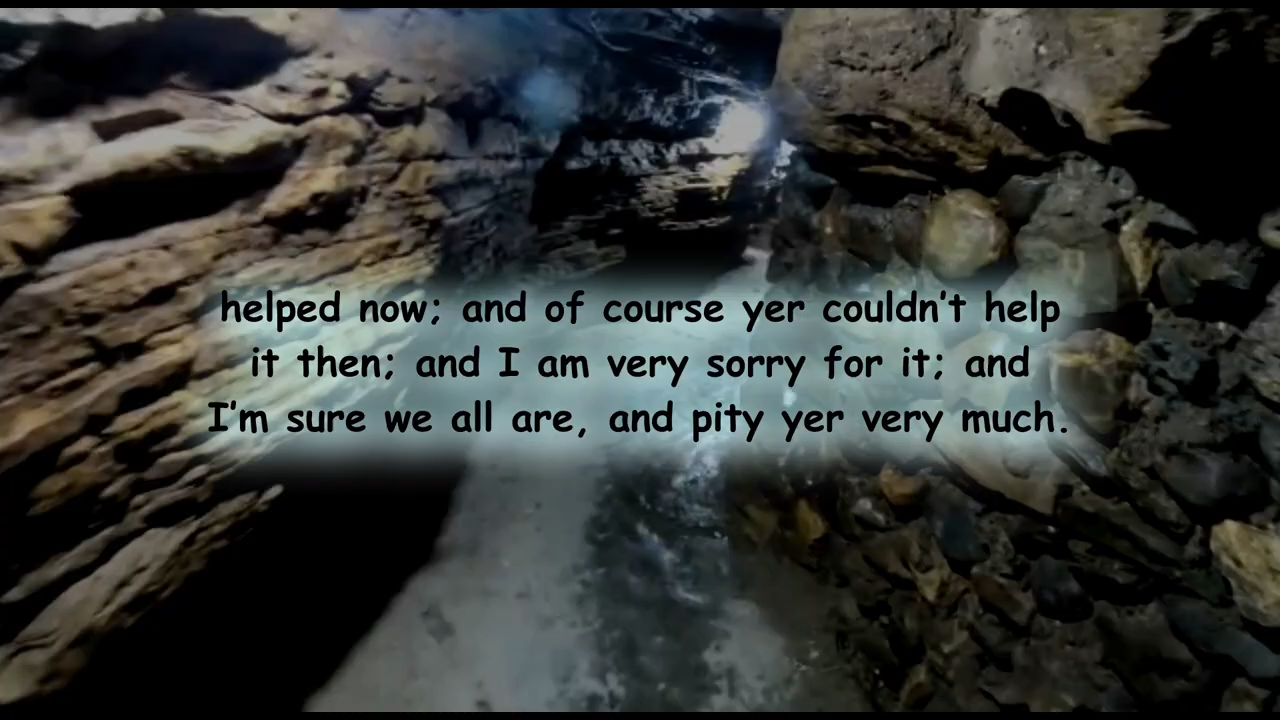 helped now; and of course yer couldn't help
it then; and I am very sorry for it; and
I'm sure we all are, and pity yer very much.